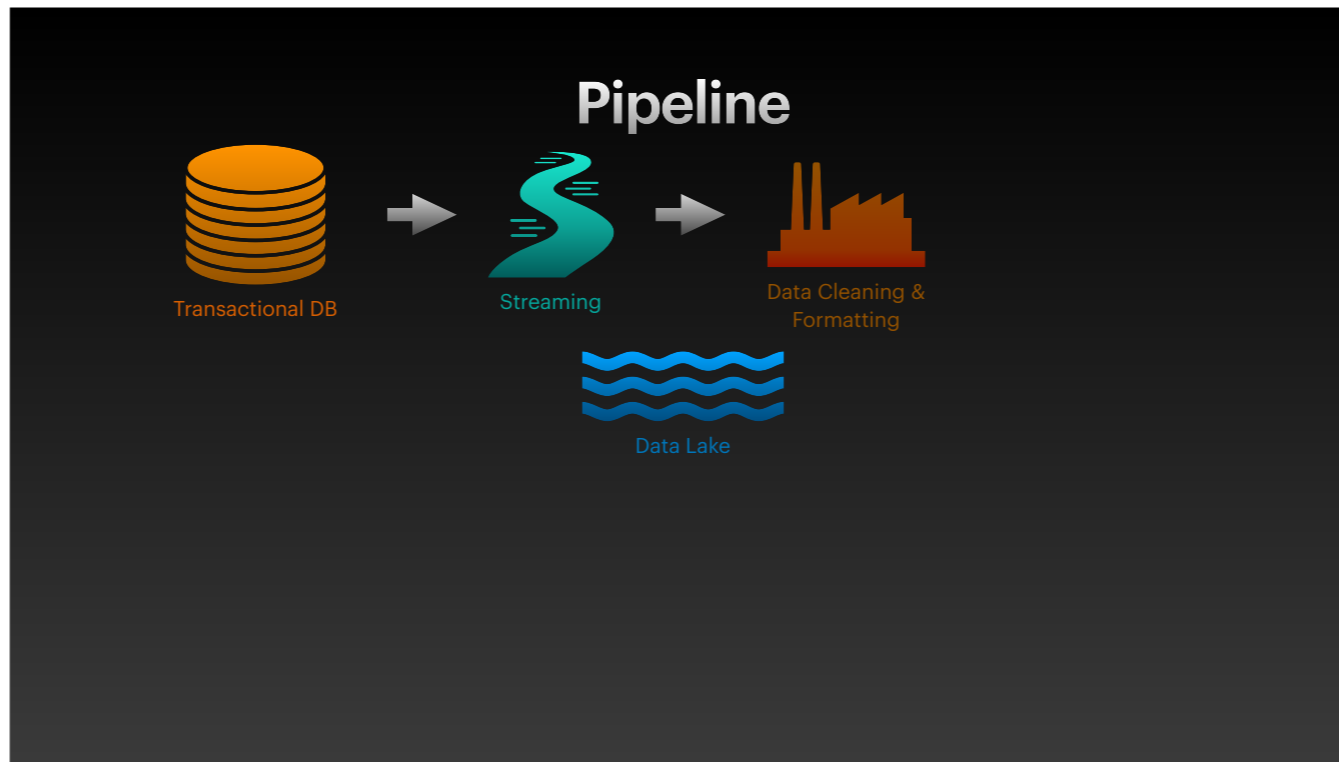 Pipeline
Transactional DB
Streaming
Data Cleaning &
Formatting
Data Lake